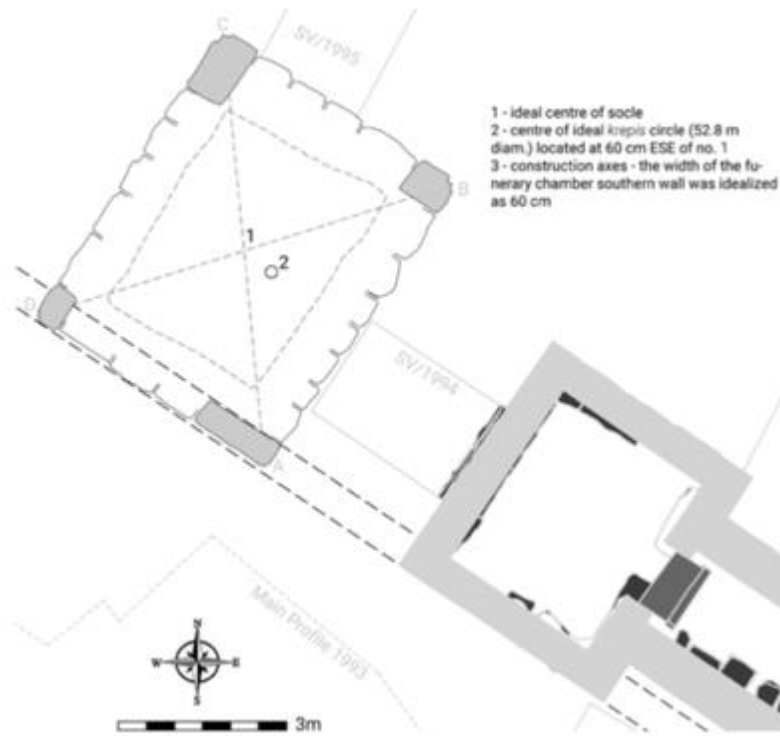 C
SV/1995
1 - ideal centre of socle
2 - centre of ideal krepis circle (52.8 m
diam.) located at 60 cm ESE of no. 1
3 - construction axes - the width of the fu-
nerary chamber southern wall was idealized
as 60 cm
B
1
2
D
SV/1994
A
Main Profile 1993
N
W E
S
3m